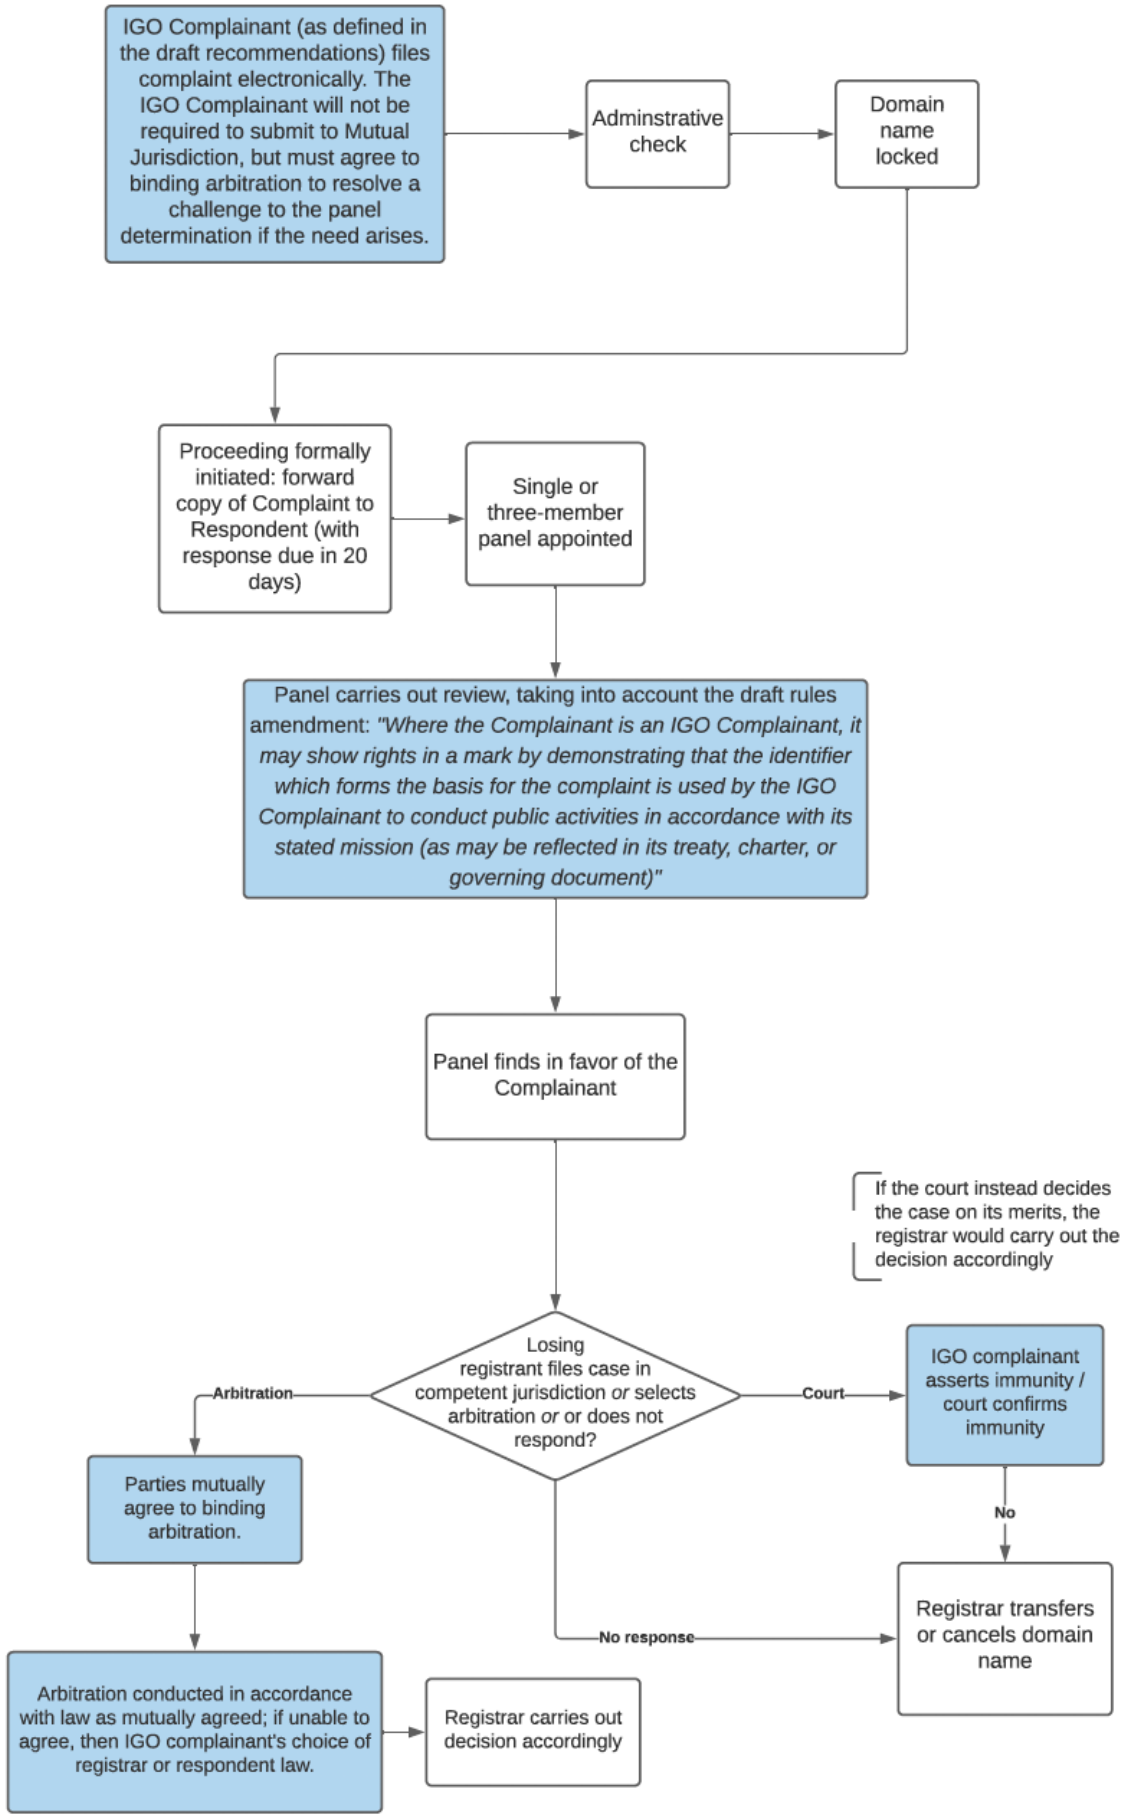 IGO Complainant (as defined in
the draft recommendations) files
complaint electronically. The
IGO Complainant will not be
required to submit to Mutual
Jurisdiction, but must agree to
binding arbitration to resolve a
challenge to the panel
determination if the need arises.
Adminstrative
check
Domain
name
locked
Proceeding formally
initiated: forward
copy of Complaint to
Respondent (with
response due in 20
days)
Single or
three-member
panel appointed
Panel carries out review, taking into account the draft rules
amendment: "Where the Complainant is an IGO Complainant, it
may show rights in a mark by demonstrating that the identifier
which forms the basis for the complaint is used by the IGO
Complainant to conduct public activities in accordance with its
stated mission (as may be reflected in its treaty, charter, or
governing document)"
Panel finds in favor of the
Complainant
If the court instead decides
the case on its merits, the
registrar would carry out the
decision accordingly
Losing
registrant files case in
competent jurisdiction or selects
arbitration or or does not
respond?
Arbitration
Court
IGO complainant
asserts immunity /
court confirms
immunity
Parties mutually
agree to binding
arbitration.
No
No response
Registrar transfers
or cancels domain
name
Arbitration conducted in accordance
with law as mutually agreed; if unable to
agree, then IGO complainant's choice of
registrar or respondent law.
Registrar carries out
decision accordingly